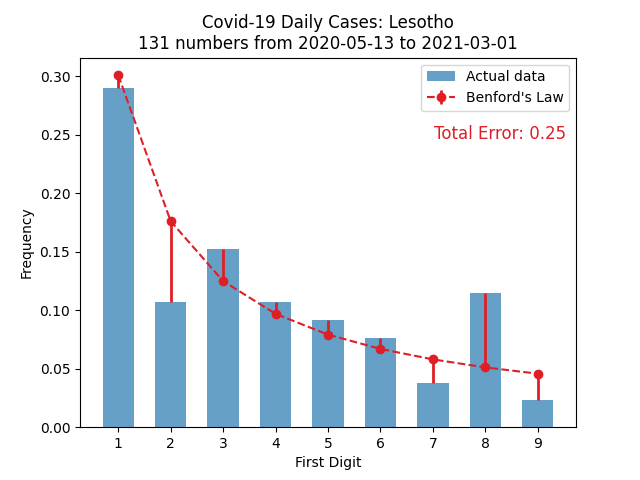 Covid-19 Daily Cases: Lesotho
131 numbers from 2020-05-13 to 2021-03-01
Actual data
Benford's Law
Total Error: 0.25
Frequency
0.30
0.25
0.20
0.15
0.10
0.05
0.00
1 2 3 4 5 6 7 8 9
First Digit